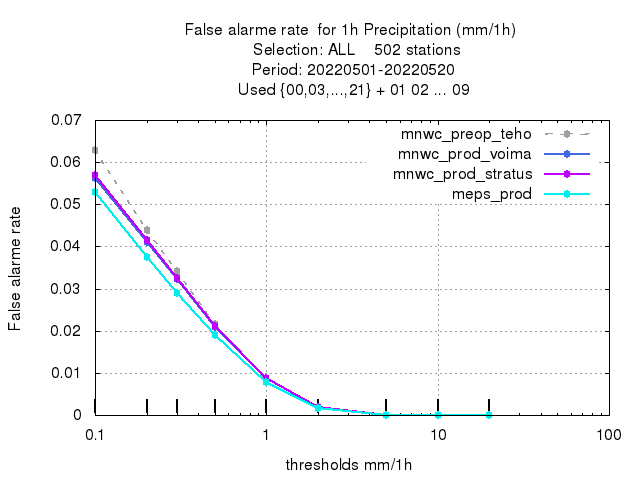 False alarme rate  for 1h Precipitation (mm/1h)
Selection: ALL    502 stations
Period: 20220501-20220520
Used {00,03,...,21} + 01 02 ... 09
mnwc_preop_teho
mnwc_prod_voima
mnwc_prod_stratus
meps_prod
0.07
0.06
0.05
0.04
0.03
0.02
0.01
0
False alarme rate
0.1 1 10 100
thresholds mm/1h